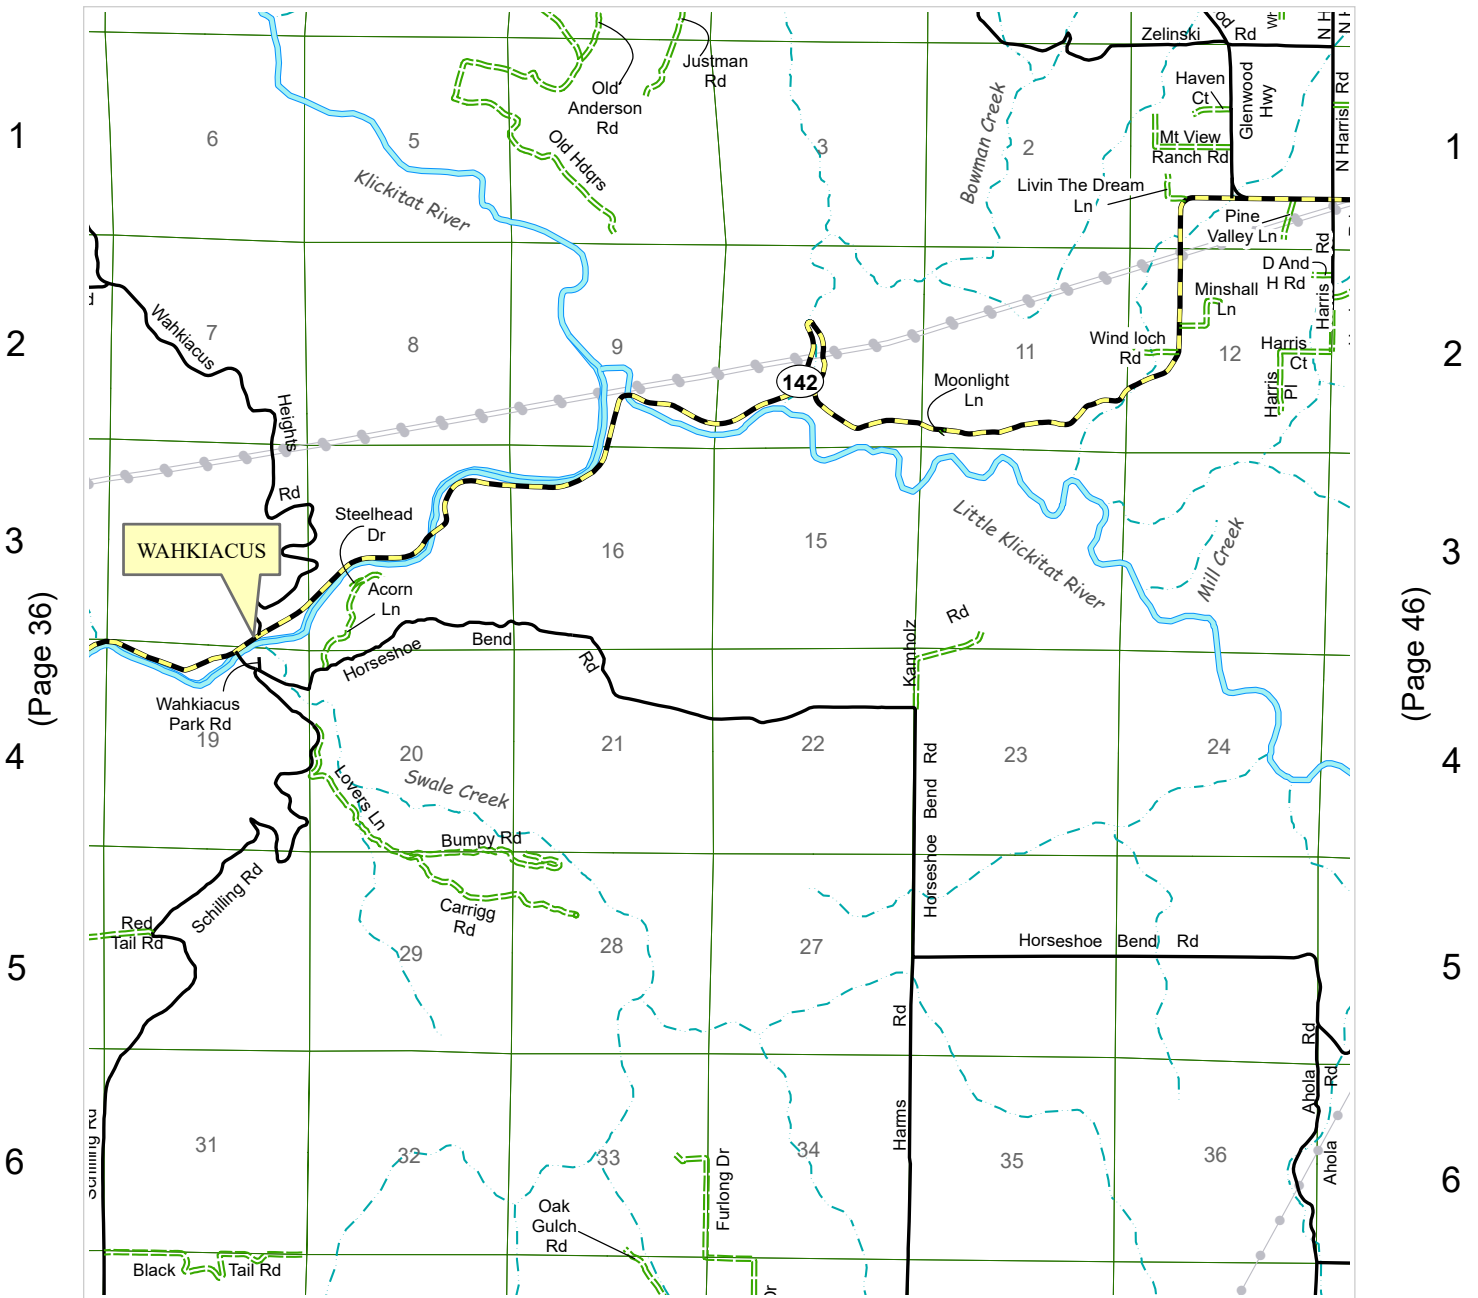 Zelinski Rd
N H
N H
Wh
od
Justman
Rd
Old
Anderson
Rd
Haven
Ct
Glenwood
Hwy
N Harris Rd
1
6
5
3
2
1
Bowman Creek
Old Hdqrs
Mt View
Ranch Rd
Klickitat River
Livin The Dream
Ln
Pine
Valley Ln
D And
H Rd
Harris Rd
Minshall
Ln
d
Wahkiacus
Heights
Rd
2
7
8
9
11
12
2
Wind loch
Rd
Harris
Ct
Harris
Pl
142
Moonlight
Ln
Steelhead
Dr
WAHKIACUS
3
16
15
3
Little Klickitat River
Mill Creek
Acorn
Ln
(Page 36)
(Page 46)
Horseshoe Bend Rd
Kamholz Rd
Wahkiacus
Park Rd
4
19
20
21
22
23
24
4
Swale Creek
Lovers Ln
Bumpy Rd
Horseshoe Bend Rd
Schilling Rd
Carrigg
Rd
Red
Tail Rd
Horseshoe Bend Rd
5
29
28
27
5
Harms Rd
Ahola Rd
Ahola Rd
Schilling Rd
6
31
32
33
34
35
36
6
Furlong Dr
Oak
Gulch
Rd
Black Tail Rd
Dr